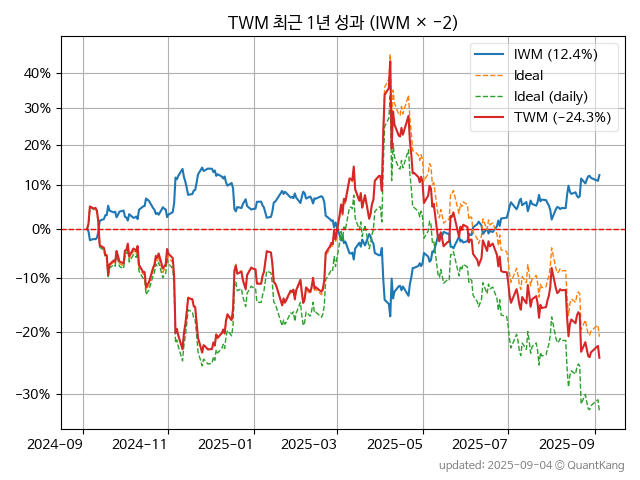 TWM 최근 1년 성과 (IWM × −2)
IWM (12.4%)
Ideal
Ideal (daily)
TWM (−24.3%)
40%
30%
20%
10%
0%
−10%
−20%
−30%
2024-09
2024-11
2025-01
2025-03
2025-05
2025-07
2025-09
updated: 2025-09-04 © QuantKang